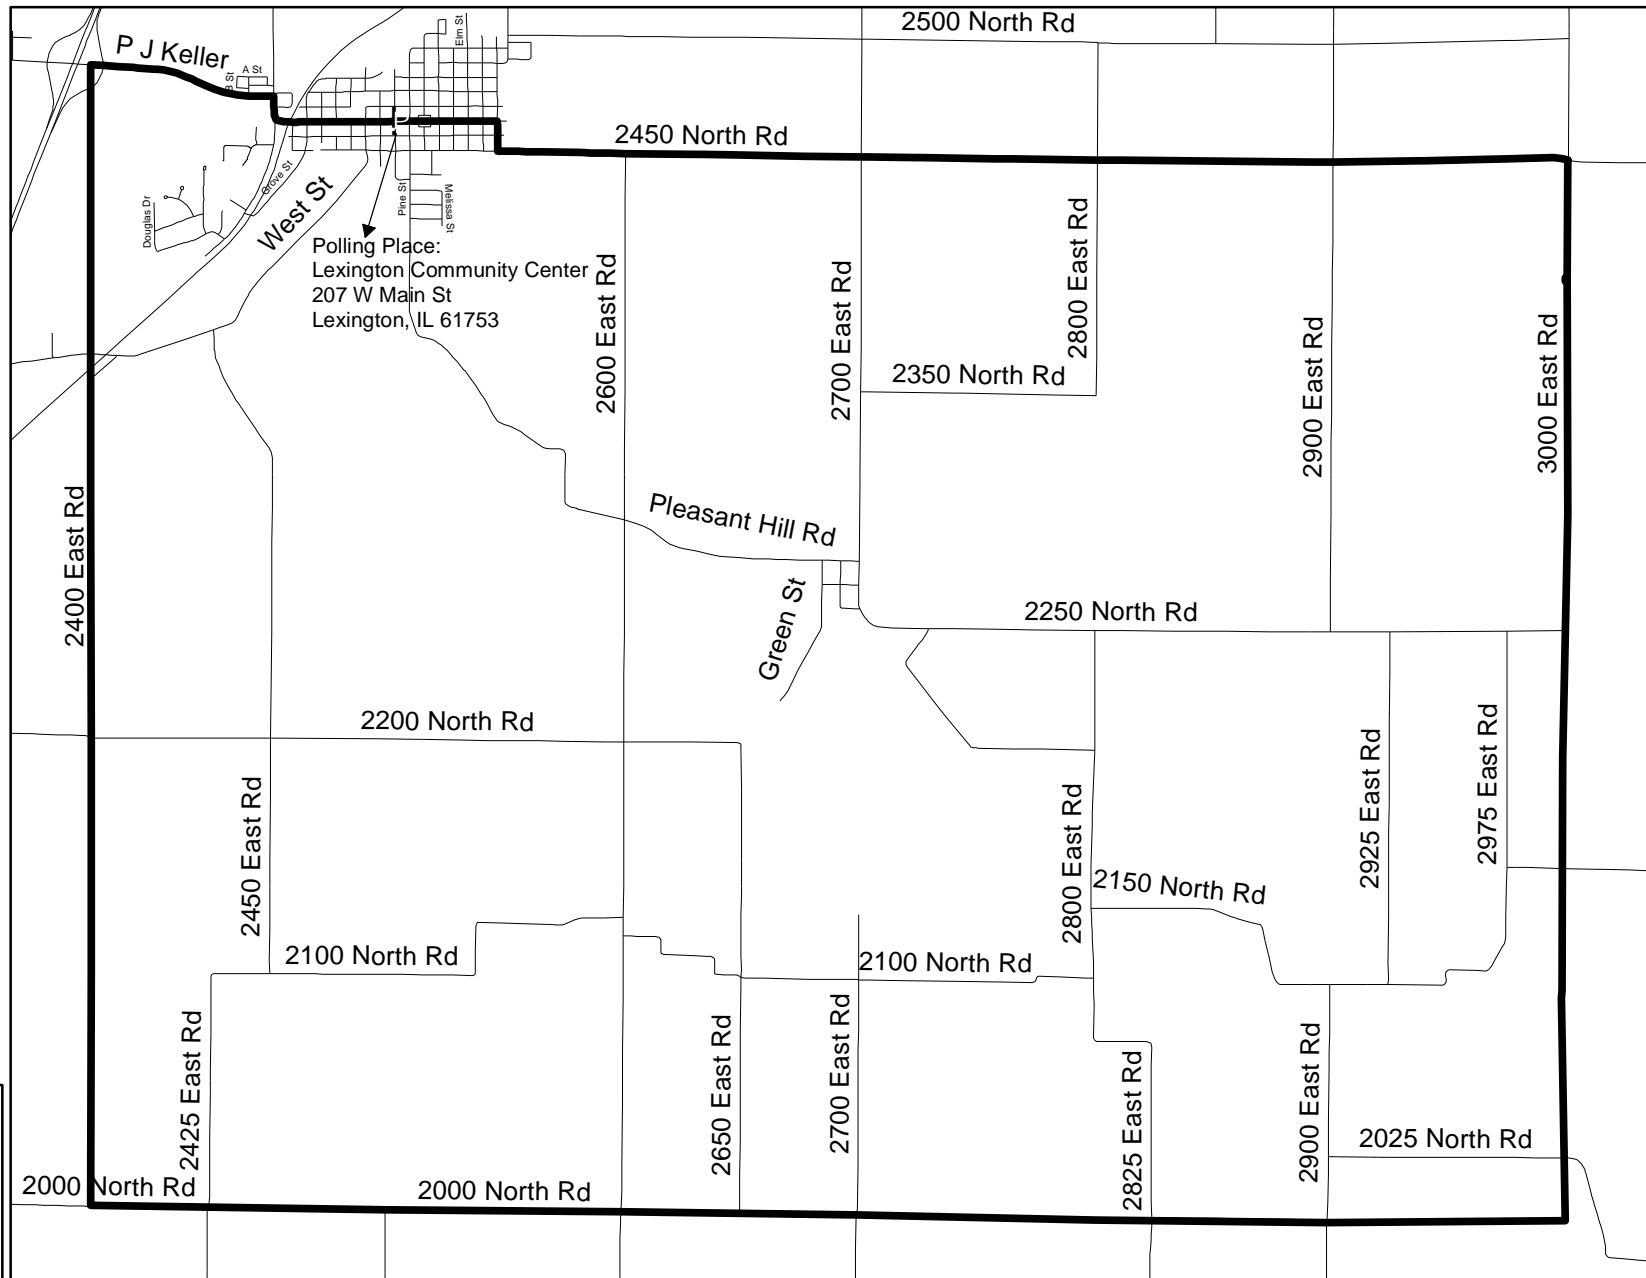 2500 North Rd
P J Keller
A St
B St
Elm St
2450 North Rd
Grove St
West St
Douglas Dr
Pine St
Melissa St
Polling Place:
Lexington Community Center
207 W Main St
Lexington, IL 61753
2600 East Rd
2700 East Rd
2800 East Rd
2350 North Rd
2900 East Rd
3000 East Rd
2400 East Rd
Pleasant Hill Rd
Green St
2250 North Rd
2200 North Rd
2450 East Rd
2800 East Rd
2925 East Rd
2975 East Rd
2150 North Rd
2100 North Rd
2100 North Rd
2425 East Rd
2650 East Rd
2700 East Rd
2825 East Rd
2900 East Rd
2025 North Rd
2000 North Rd
2000 North Rd